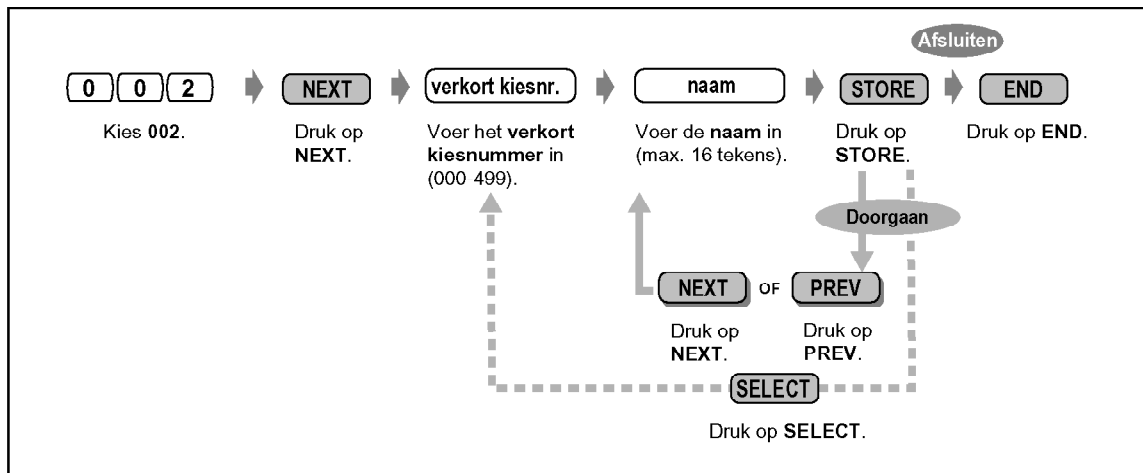 Afsluiten
0 0 2
NEXT
verkort kiesnr.
naam
STORE
END
Kies 002.
Druk op
NEXT.
Voer het verkort
kiesnummer in
(000 499).
Voer de naam in
(max. 16 tekens).
Druk op
STORE.
Druk op END.
Doorgaan
NEXT OF PREV
Druk op
NEXT.
Druk op
PREV.
SELECT
Druk op SELECT.